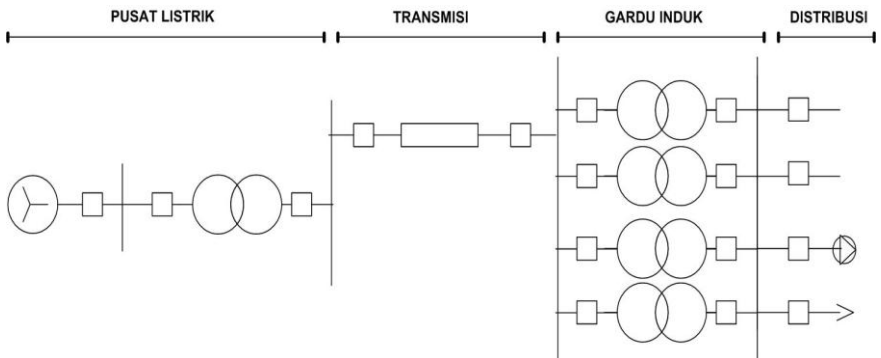 PUSAT LISTRIK
TRANSMISI
GARDU INDUK
DISTRIBUSI